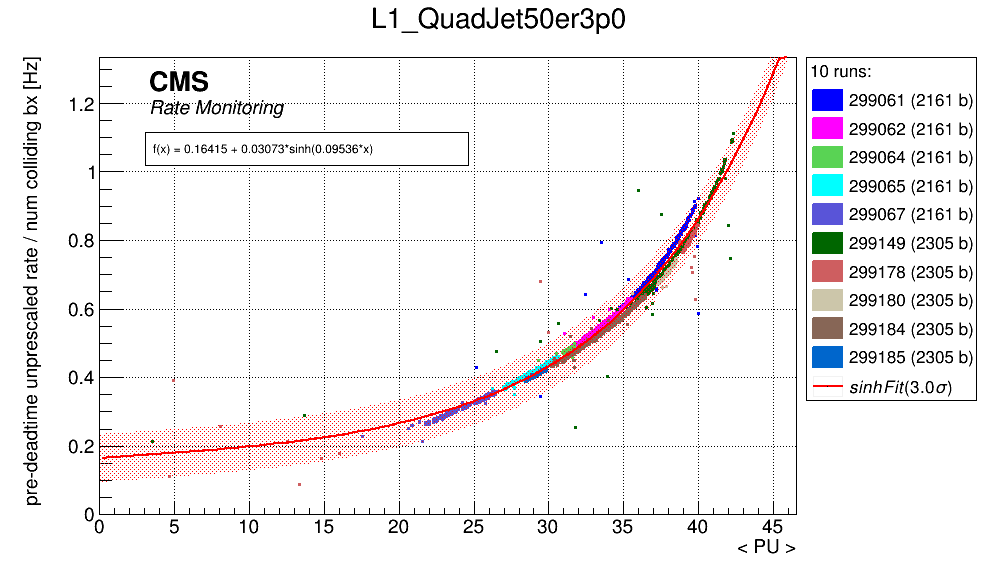 L1_QuadJet50er3p0
pre-deadtime unprescaled rate / num colliding bx [Hz]
CMS
Rate Monitoring
f(x) = 0.16415 + 0.03073*sinh(0.09536*x)
1.2
1
0.8
0.6
0.4
0.2
0
0 5 10 15 20 25 30 35 40 45
< PU >
10 runs:
299061 (2161 b)
299062 (2161 b)
299064 (2161 b)
299065 (2161 b)
299067 (2161 b)
299149 (2305 b)
299178 (2305 b)
299180 (2305 b)
299184 (2305 b)
299185 (2305 b)
sinhFit(3.0σ)